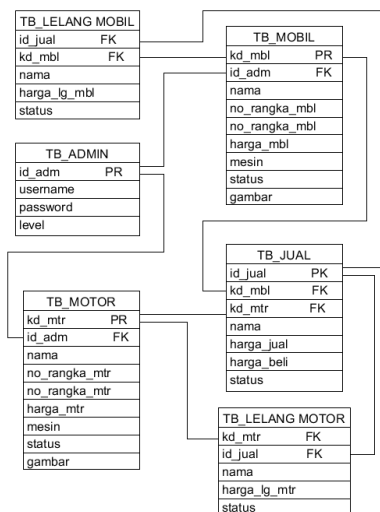 TB_LELANG MOBIL
id_jual FK
kd_mbl FK
nama
harga_lg_mbl
status
TB_MOBIL
kd_mbl PR
id_adm FK
nama
no_rangka_mbl
no_rangka_mbl
harga_mbl
mesin
status
gambar
TB_ADMIN
id_adm PR
username
password
level
TB_JUAL
id_jual PK
kd_mbl FK
kd_mtr FK
nama
harga_jual
harga_beli
status
TB_MOTOR
kd_mtr PR
id_adm FK
nama
no_rangka_mtr
no_rangka_mtr
harga_mtr
mesin
status
gambar
TB_LELANG MOTOR
kd_mtr FK
id_jual FK
nama
harga_lg_mtr
status